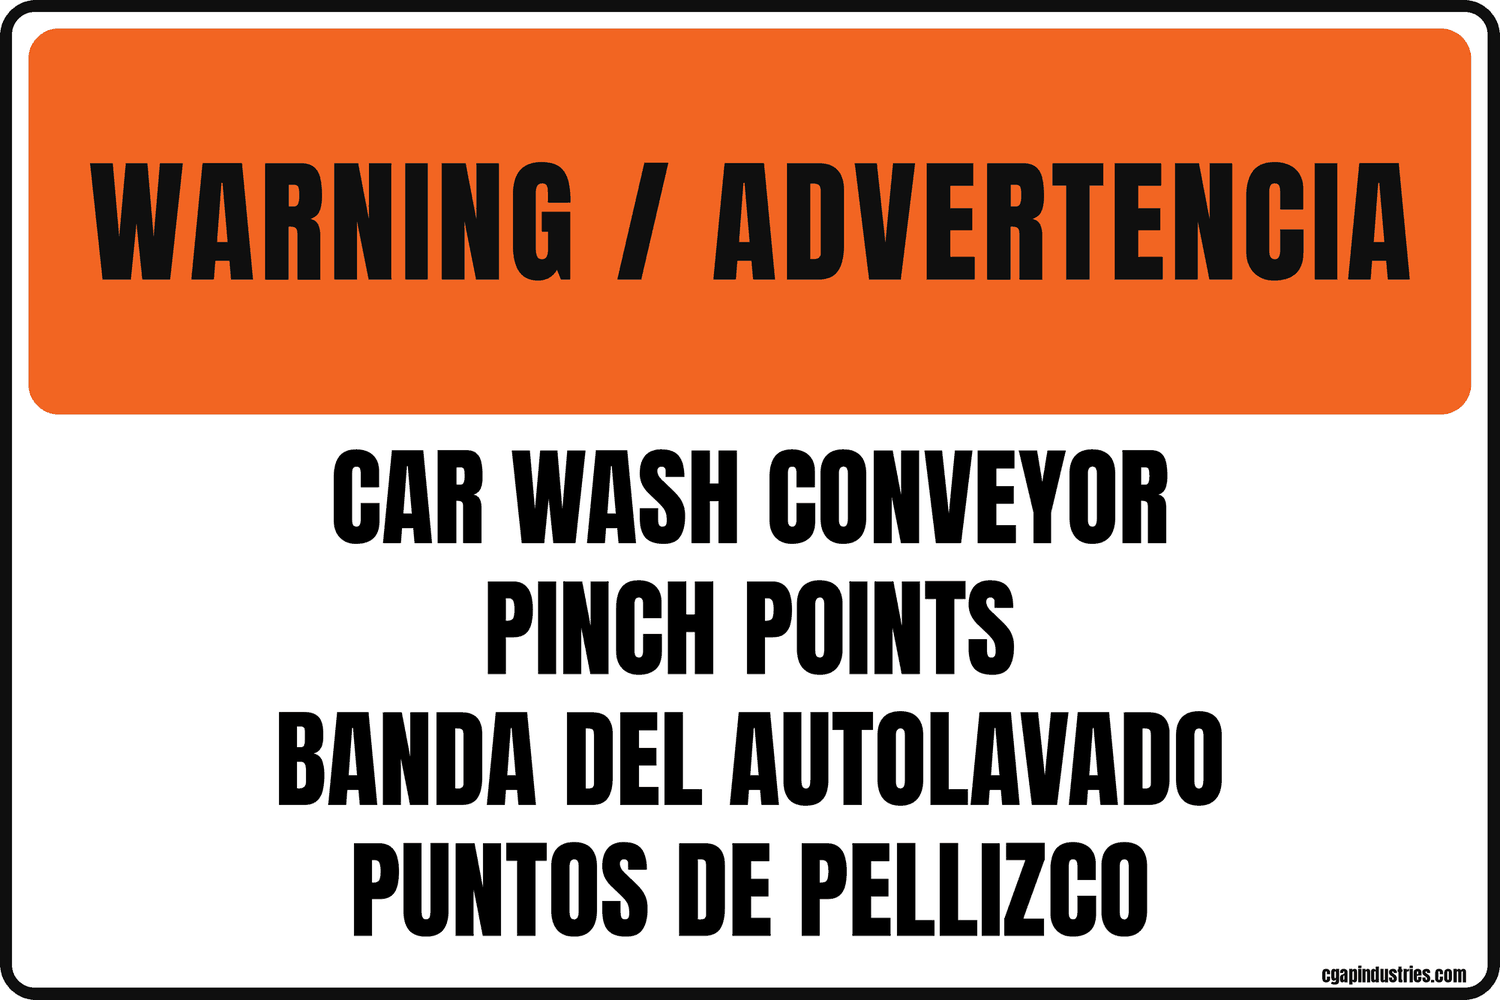 WARNING / ADVERTENCIA
CAR WASH CONVEYOR
PINCH POINTS
BANDA DEL AUTOLAVADO
PUNTOS DE PELLIZCO
cgapindustries.com